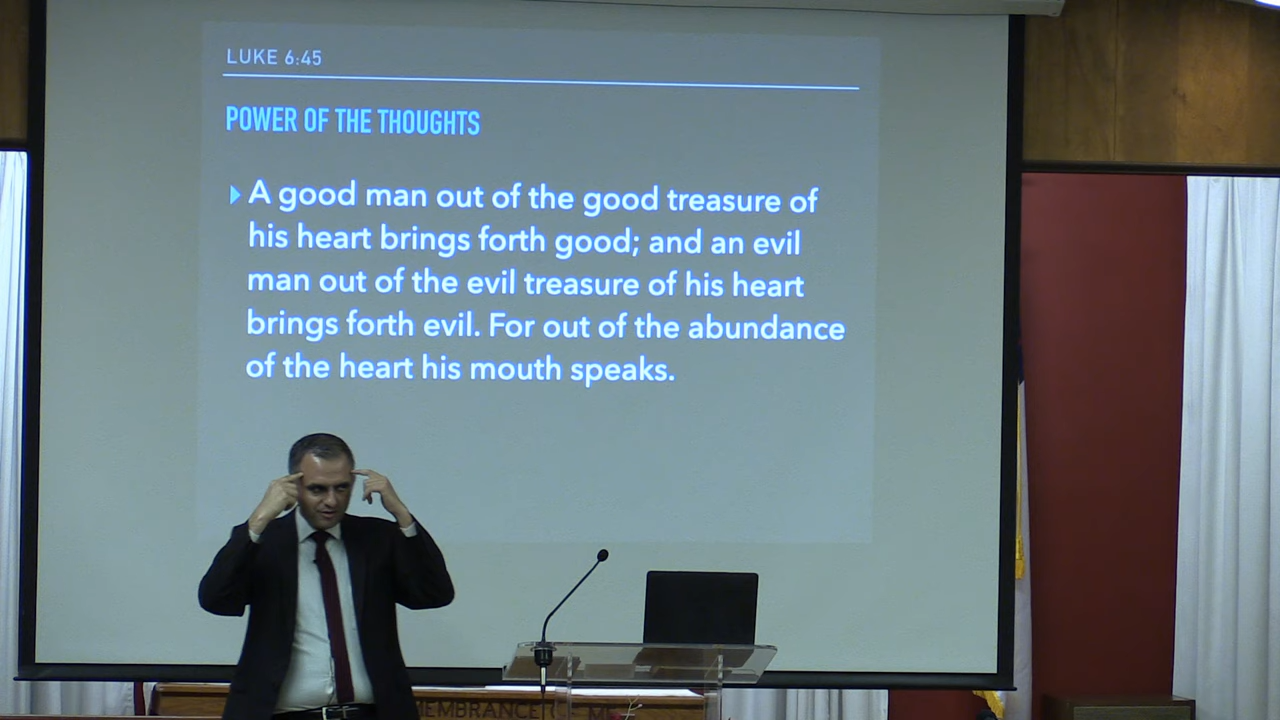 LUKE 6:45
POWER OF THE THOUGHTS
A good man out of the good treasure of
his heart brings forth good; and an evil
man out of the evil treasure of his heart
brings forth evil. For out of the abundance
of the heart his mouth speaks.